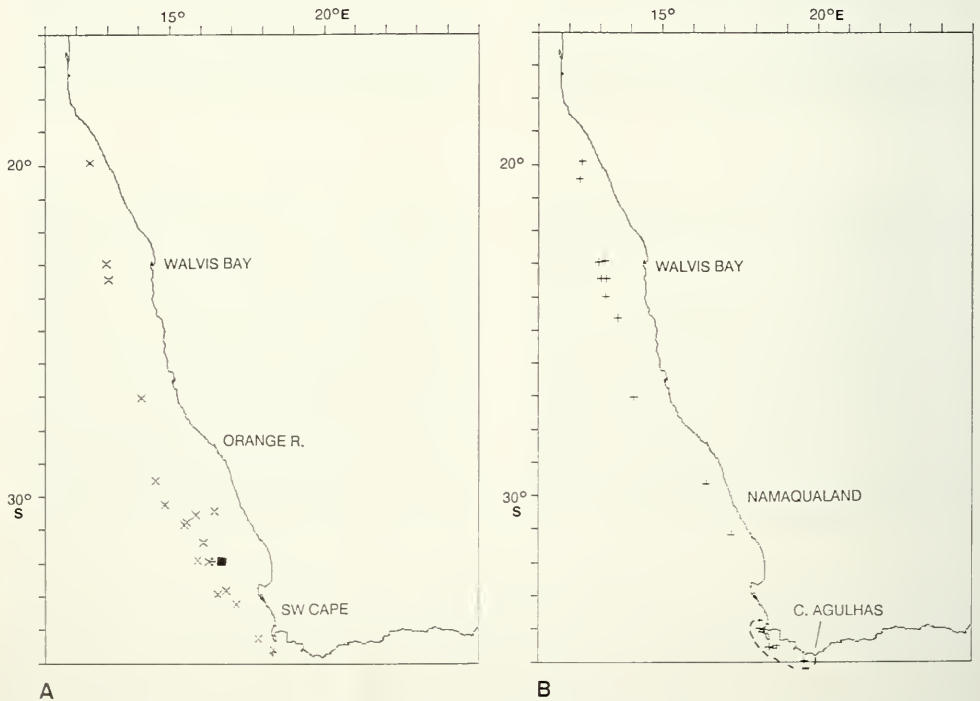 15° 20°E
20°
WALVIS BAY
ORANGE R.
30°
S
SW CAPE
A
15° 20°E
20°
WALVIS BAY
NAMAQUALAND
30°
S
C. AGULHAS
B